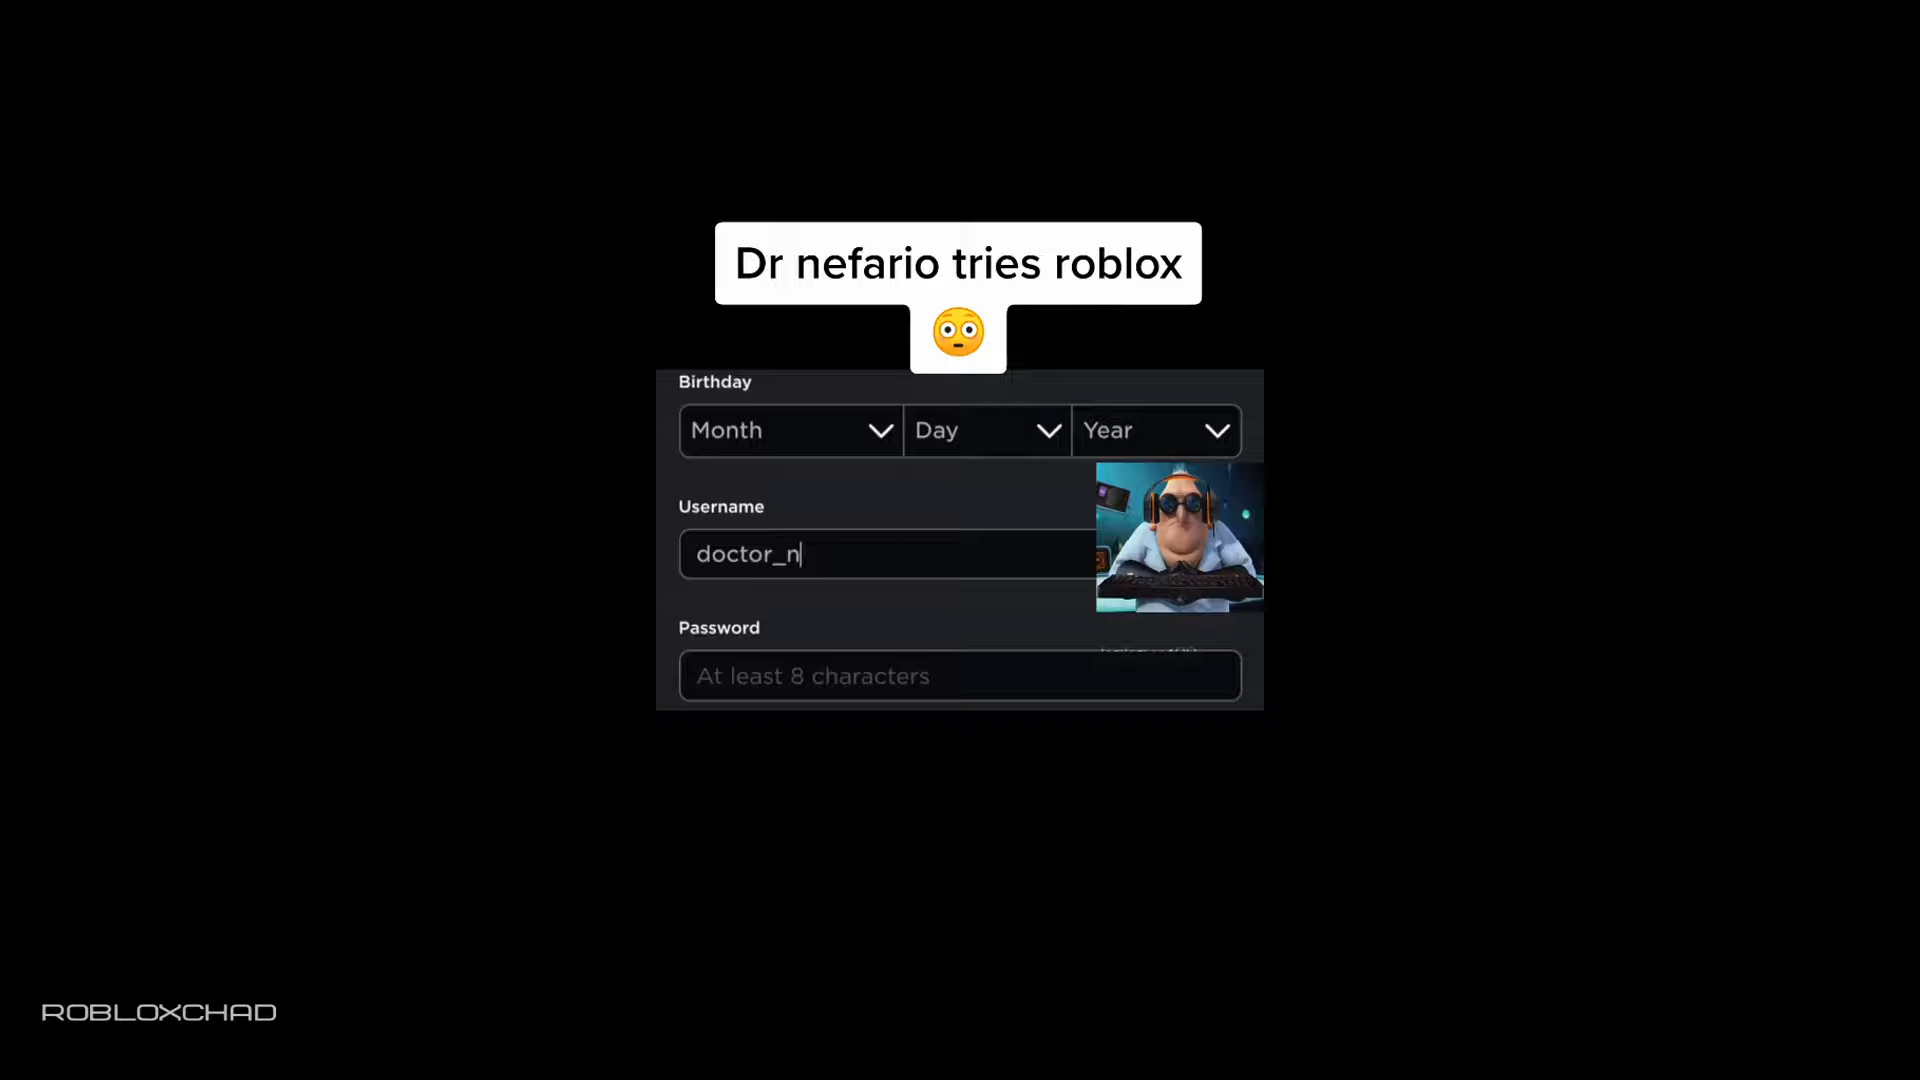 Dr nefario tries roblox
😳
Birthday
Month Day Year
Username
doctor_n
Password
At least 8 characters
ROBLOXCHAD